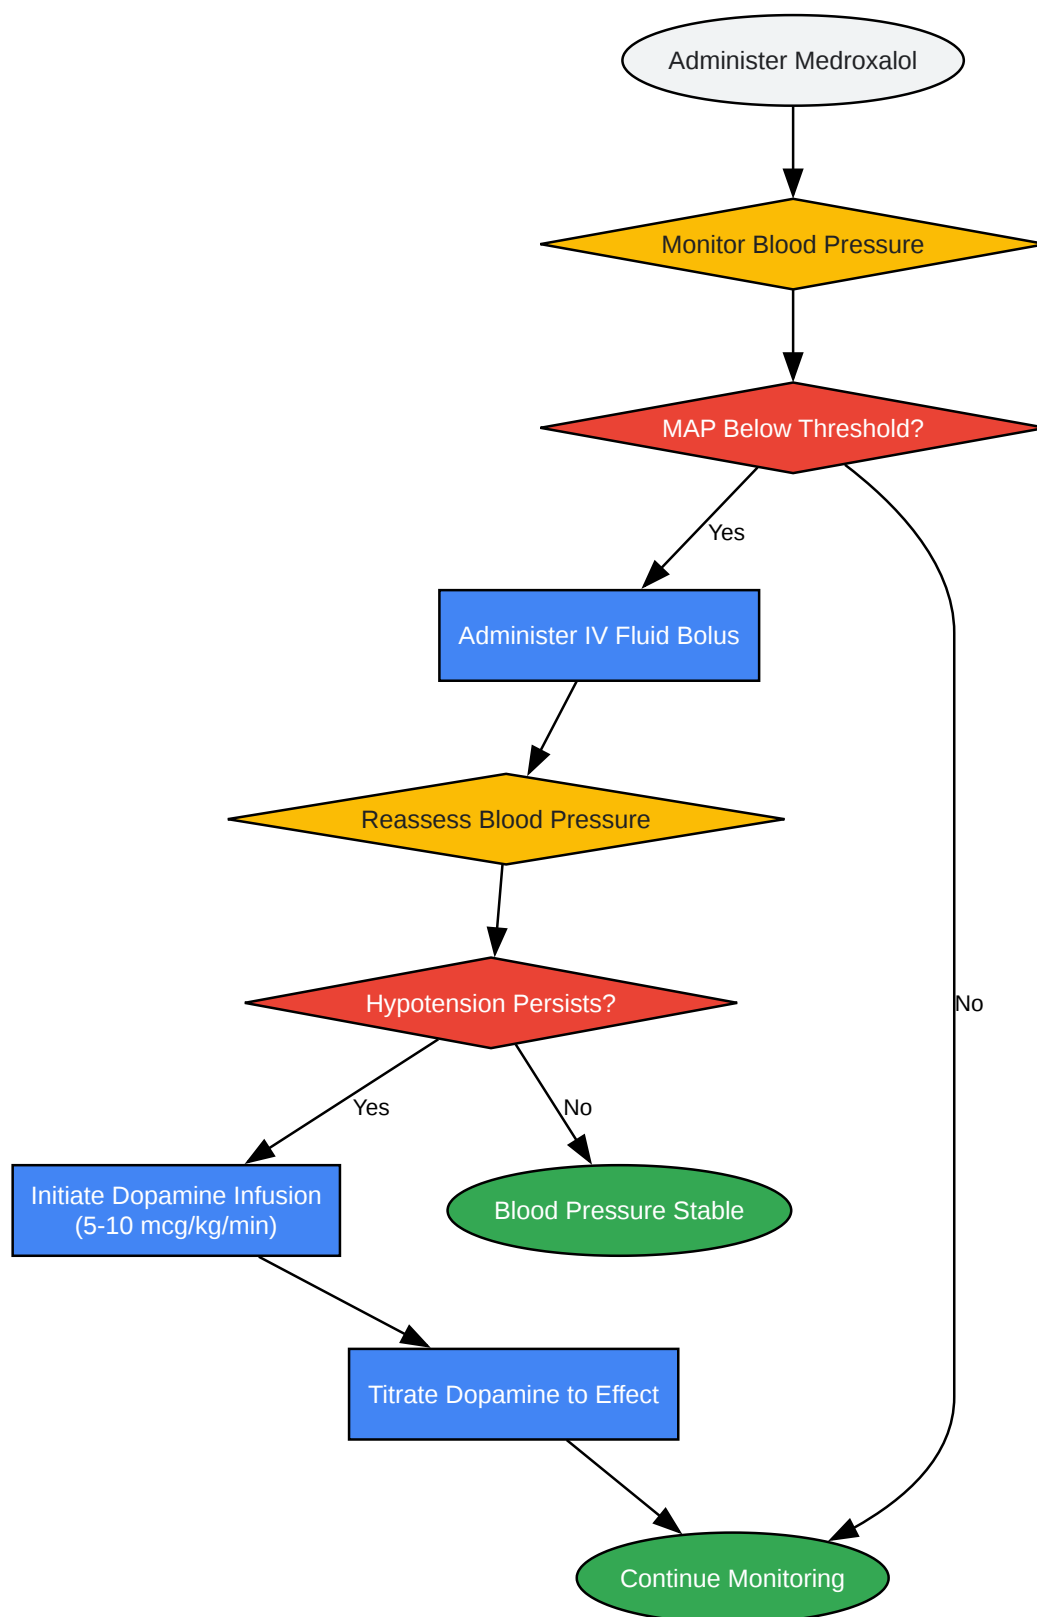 Administer Medroxalol
Monitor Blood Pressure
MAP Below Threshold?
Yes
Administer IV Fluid Bolus
Reassess Blood Pressure
Hypotension Persists?
No
Yes
No
Initiate Dopamine Infusion
(5-10 mcg/kg/min)
Blood Pressure Stable
Titrate Dopamine to Effect
Continue Monitoring